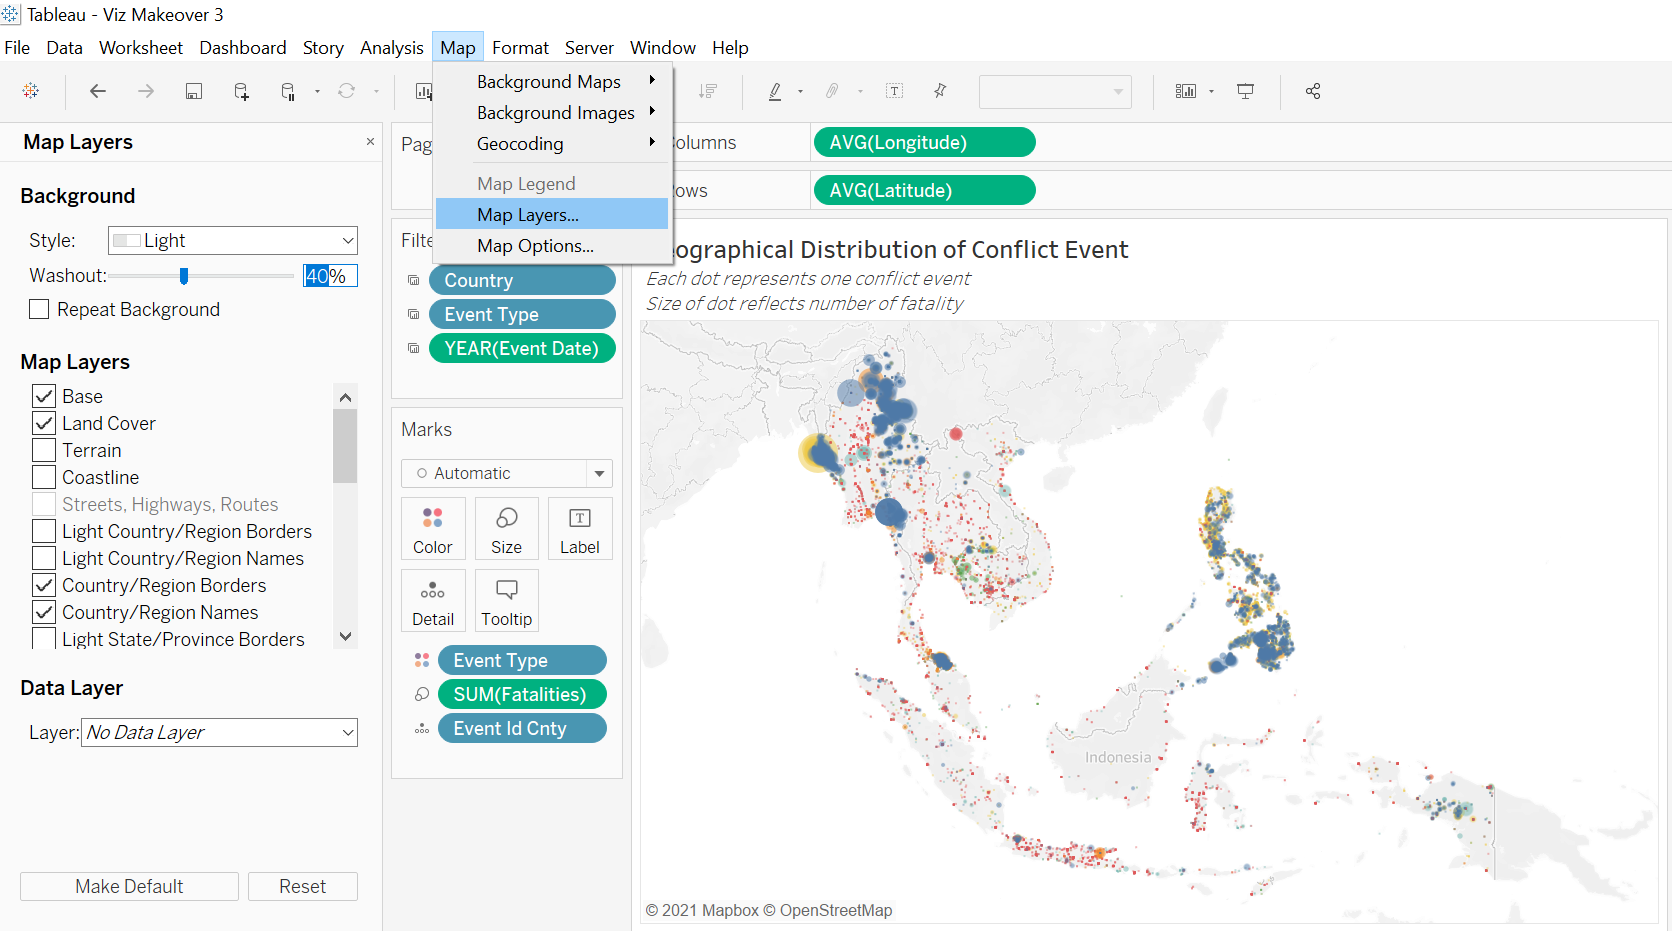 Tableau - Viz Makeover 3
File Data Worksheet Dashboard Story Analysis Map Format Server Window Help
Map Layers
Background
Style: Light
Washout: 40%
Repeat Background
Map Layers
Base
Land Cover
Terrain
Coastline
Streets, Highways, Routes
Light Country/Region Borders
Light Country/Region Names
Country/Region Borders
Country/Region Names
Light State/Province Borders
Data Layer
Layer: No Data Layer
Make Default Reset
Background Maps
Background Images
Geocoding
Map Legend
Map Layers...
Map Options...
Pag
olumns AVG(Longitude)
ows AVG(Latitude)
Filte
Country
Event Type
YEAR(Event Date)
Marks
Automatic
Color Size Label
Detail Tooltip
Event Type
SUM(Fatalities)
Event Id Cnty
eographical Distribution of Conflict Event
Each dot represents one conflict event
Size of dot reflects number of fatality
Indonesia
© 2021 Mapbox © OpenStreetMap